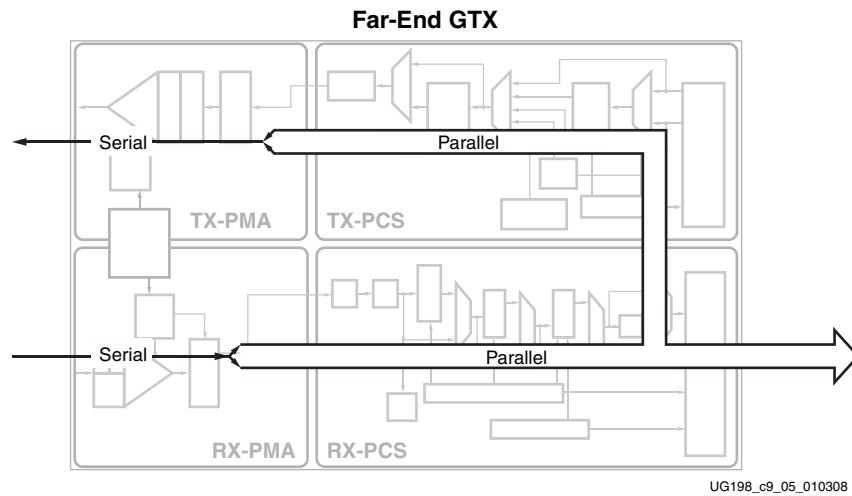 Far-End GTX
Serial
Parallel
TX-PMA
TX-PCS
Serial
Parallel
RX-PMA
RX-PCS
UG198_c9_05_010308